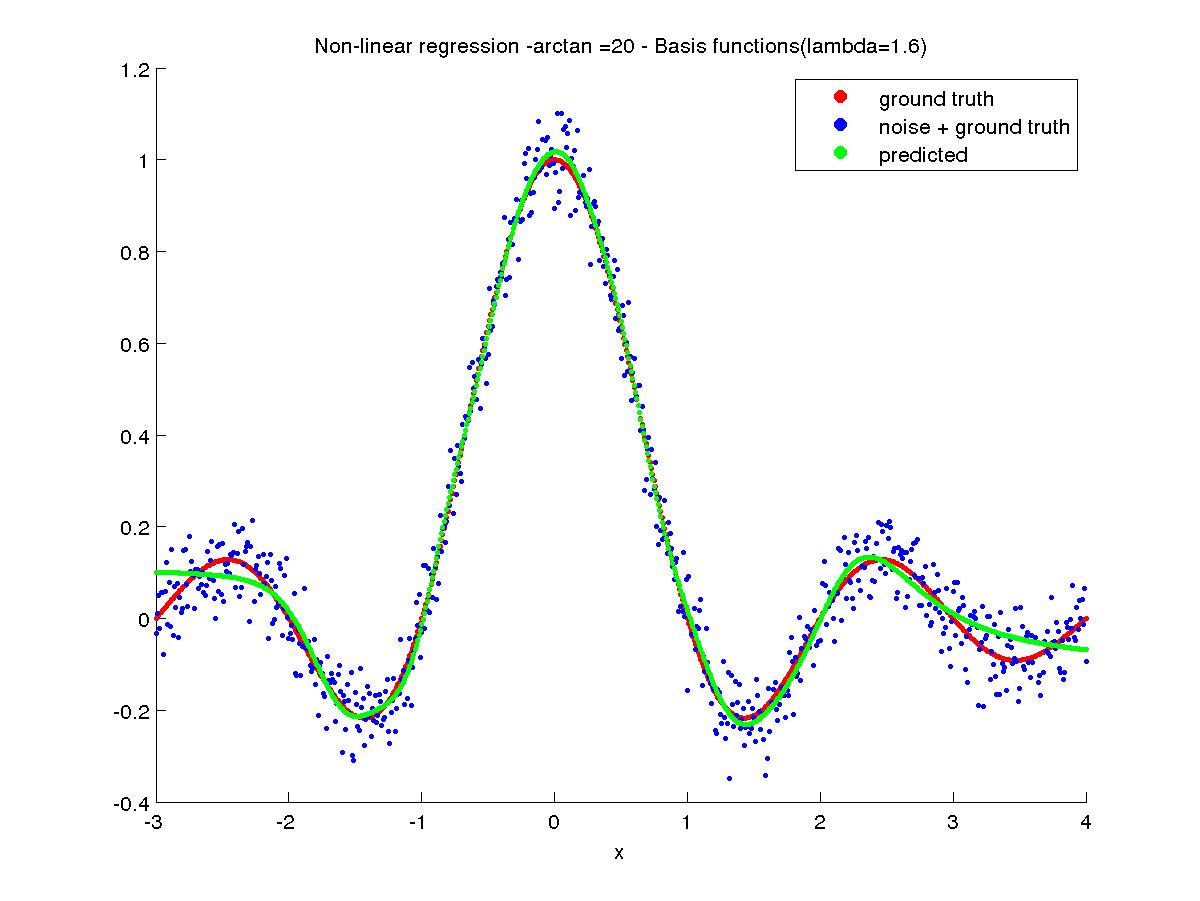 Non-linear regression -arctan =20 - Basis functions(lambda=1.6)
ground truth
noise + ground truth
predicted
1.2
1
0.8
0.6
0.4
0.2
0
-0.2
-0.4
-3 -2 -1 0 1 2 3 4
x